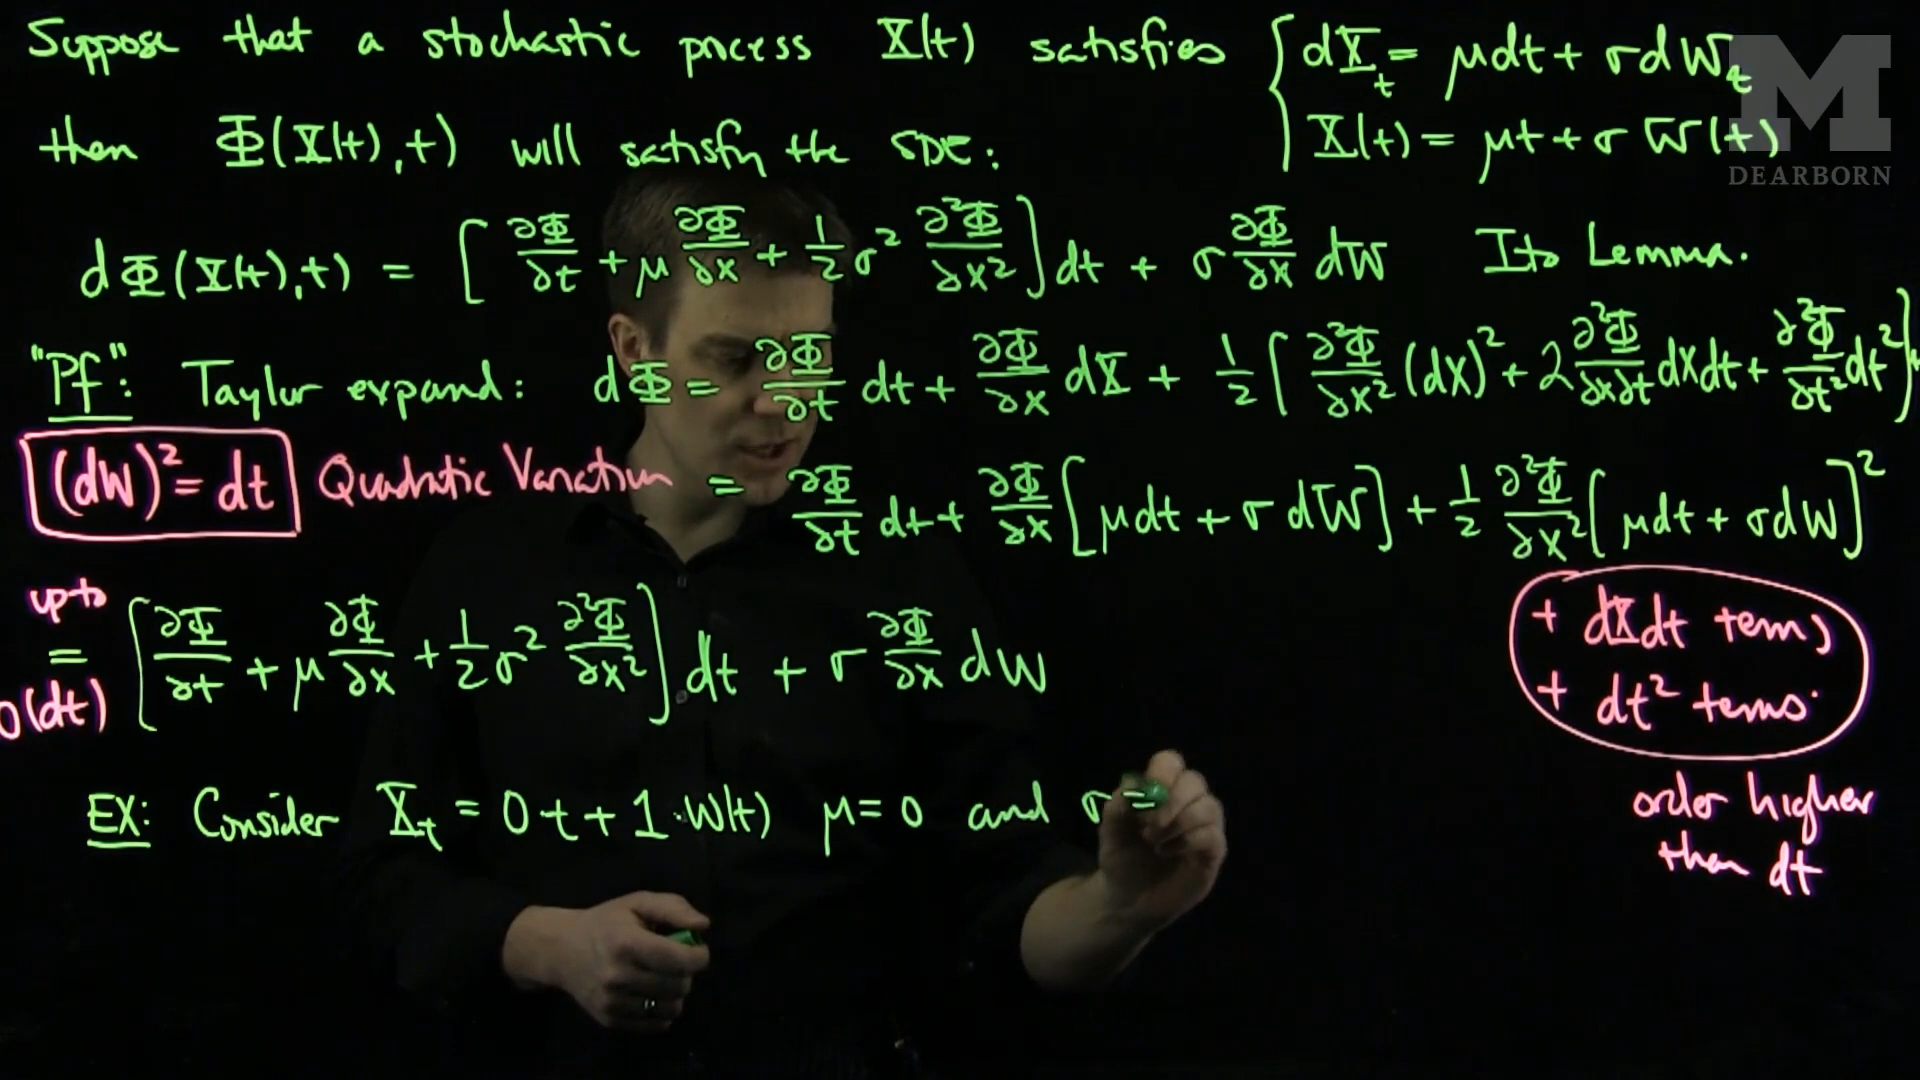 Suppose that a stochastic process X(t) satisfies { dX_t = μdt + σdW_t
X(t) = μt + σW(t)
then Φ(X(t),t) will satisfy the SDE:
M
DEARBORN
dΦ(X(t),t) = [∂Φ/∂t + μ ∂Φ/∂x + 1/2 σ² ∂²Φ/∂x²]dt + σ ∂Φ/∂x dW Ito Lemma.
"Pf": Taylor expand: dΦ = ∂Φ/∂t dt + ∂Φ/∂x dX + 1/2 [∂²Φ/∂x² (dX)² + 2 ∂²Φ/∂x∂t dXdt + ∂²Φ/∂t² dt²]
(dW)² = dt Quadratic Variation = ∂Φ/∂t dt + ∂Φ/∂x [μdt + σdW] + 1/2 ∂²Φ/∂x² [μdt + σdW]²
+ dXdt terms
+ dt² terms.
order higher
than dt
up to
= [∂Φ/∂t + μ ∂Φ/∂x + 1/2 σ² ∂²Φ/∂x²]dt + σ ∂Φ/∂x dW
o(dt)
EX: Consider X_t = 0t + 1·W(t) μ = 0 and σ =